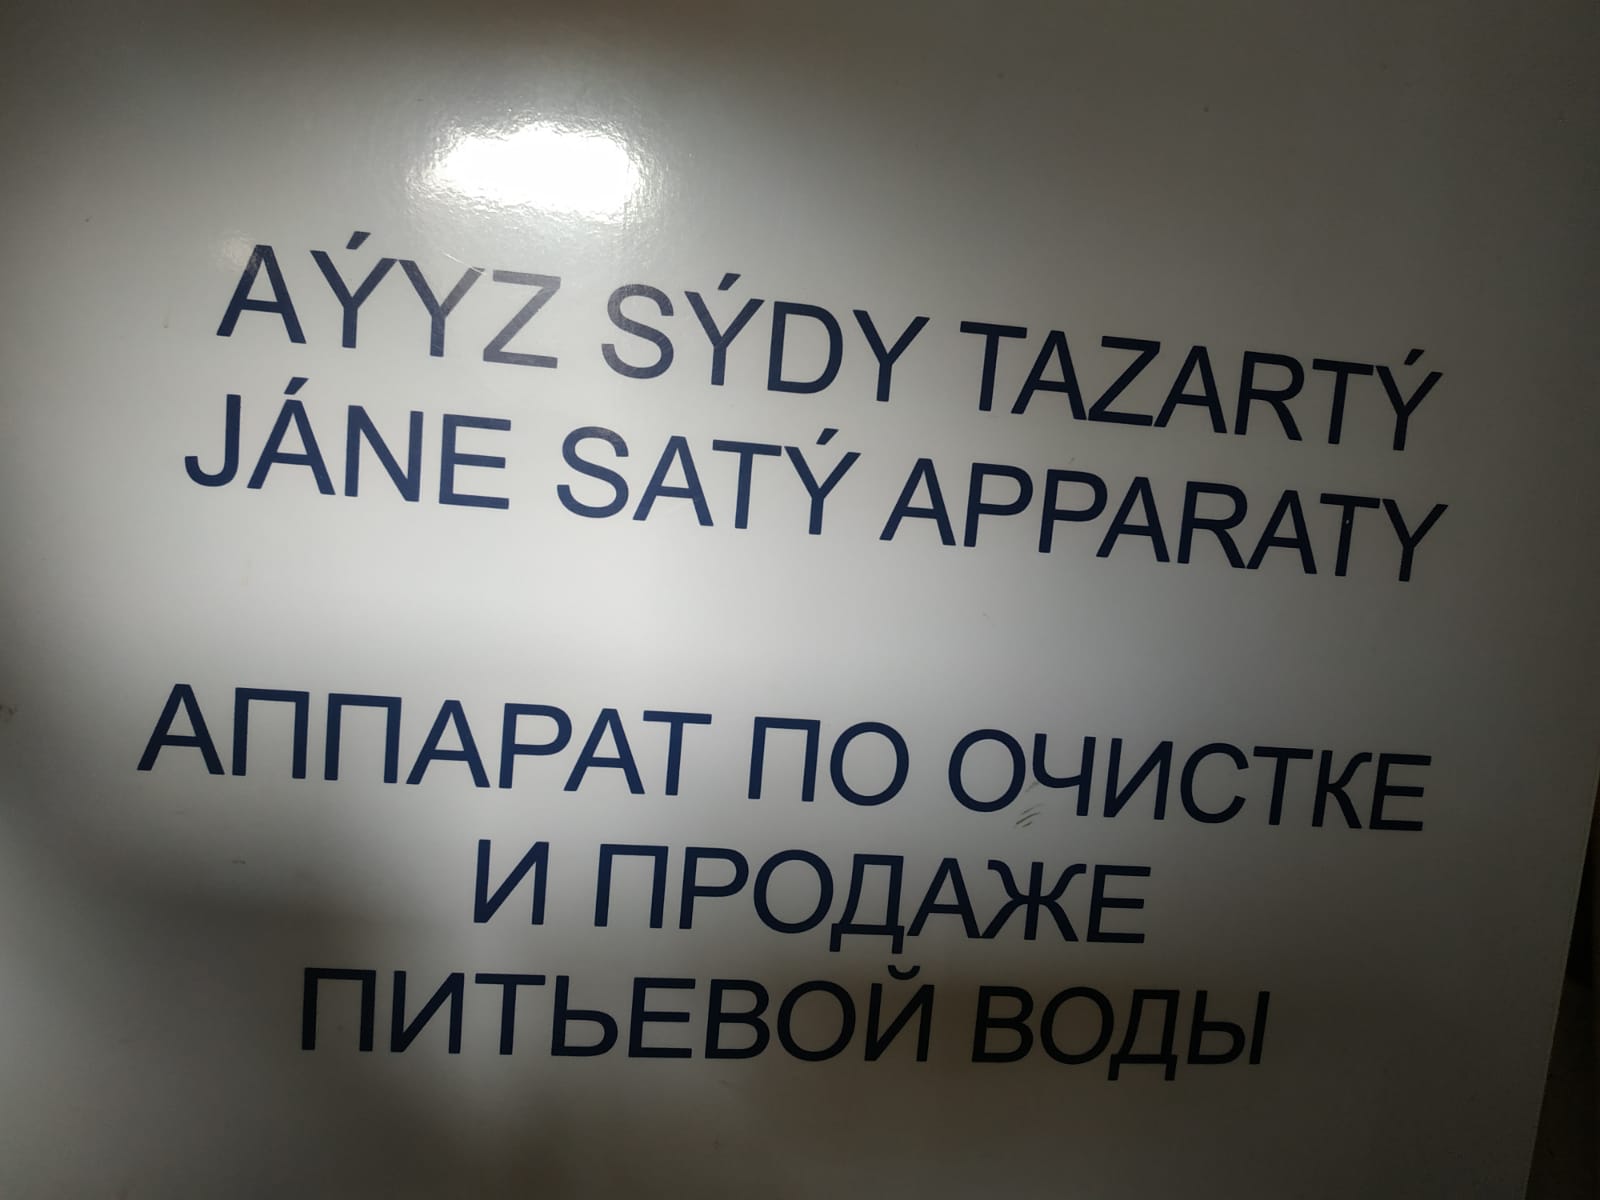 AÝYZ SÝDY TAZARTÝ
JÁNE SATÝ APPARATY
АППАРАТ ПО ОЧИСТКЕ
И ПРОДАЖЕ
ПИТЬЕВОЙ ВОДЫ